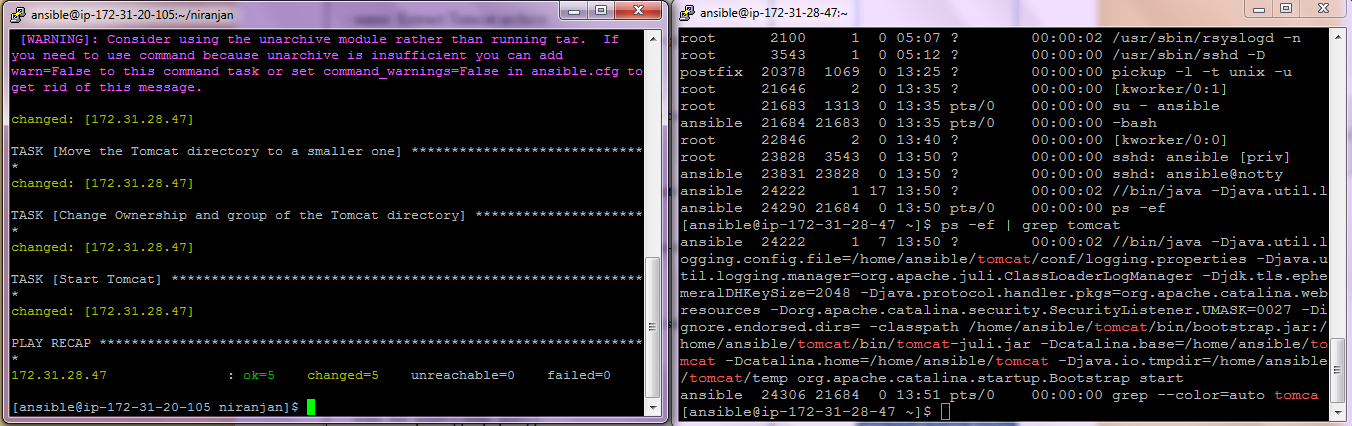 ansible@ip-172-31-20-105:~/niranjan
[WARNING]: Consider using the unarchive module rather than running tar.  If
you need to use command because unarchive is insufficient you can add
warn=False to this command task or set command_warnings=False in ansible.cfg to
get rid of this message.
changed: [172.31.28.47]
TASK [Move the Tomcat directory to a smaller one] *****************************
*
changed: [172.31.28.47]
TASK [Change Ownership and group of the Tomcat directory] *********************
*
changed: [172.31.28.47]
TASK [Start Tomcat] ***********************************************************
*
changed: [172.31.28.47]
PLAY RECAP ********************************************************************
*
172.31.28.47               : ok=5    changed=5    unreachable=0    failed=0
[ansible@ip-172-31-20-105 niranjan]$
ansible@ip-172-31-28-47:~
root      2100     1  0 05:07 ?        00:00:02 /usr/sbin/rsyslogd -n
root      3543     1  0 05:12 ?        00:00:00 /usr/sbin/sshd -D
postfix  20378  1069  0 13:25 ?        00:00:00 pickup -l -t unix -u
root     21646     2  0 13:35 ?        00:00:00 [kworker/0:1]
root     21683  1313  0 13:35 pts/0    00:00:00 su - ansible
ansible  21684 21683  0 13:35 pts/0    00:00:00 -bash
root     22846     2  0 13:40 ?        00:00:00 [kworker/0:0]
root     23828  3543  0 13:50 ?        00:00:00 sshd: ansible [priv]
ansible  23831 23828  0 13:50 ?        00:00:00 sshd: ansible@notty
ansible  24222     1 17 13:50 ?        00:00:02 //bin/java -Djava.util.l
ansible  24290 21684  0 13:50 pts/0    00:00:00 ps -ef
[ansible@ip-172-31-28-47 ~]$ ps -ef | grep tomcat
ansible  24222     1  7 13:50 ?        00:00:02 //bin/java -Djava.util.l
ogging.config.file=/home/ansible/tomcat/conf/logging.properties -Djava.u
til.logging.manager=org.apache.juli.ClassLoaderLogManager -Djdk.tls.ephe
meralDHKeySize=2048 -Djava.protocol.handler.pkgs=org.apache.catalina.web
resources -Dorg.apache.catalina.security.SecurityListener.UMASK=0027 -Di
gnore.endorsed.dirs= -classpath /home/ansible/tomcat/bin/bootstrap.jar:/
home/ansible/tomcat/bin/tomcat-juli.jar -Dcatalina.base=/home/ansible/to
mcat -Dcatalina.home=/home/ansible/tomcat -Djava.io.tmpdir=/home/ansible
/tomcat/temp org.apache.catalina.startup.Bootstrap start
ansible  24306 21684  0 13:51 pts/0    00:00:00 grep --color=auto tomca
[ansible@ip-172-31-28-47 ~]$